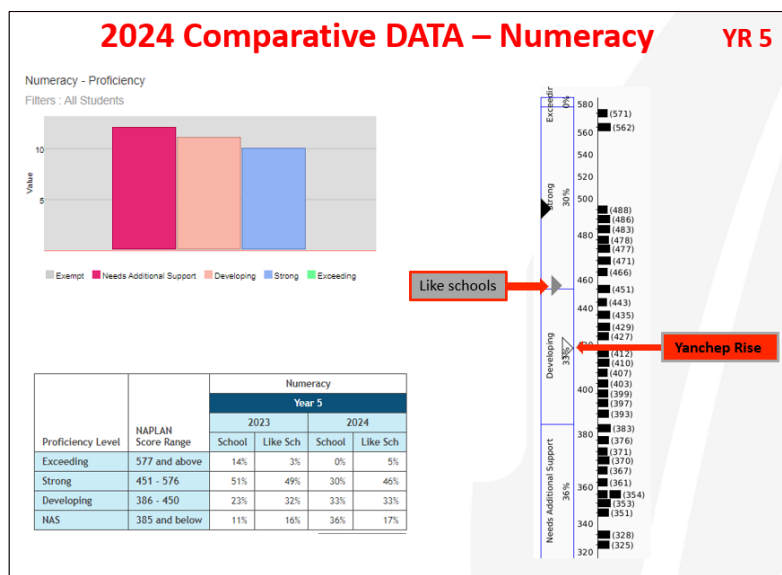 2024 Comparative DATA – Numeracy
YR 5
Numeracy - Proficiency
Filters : All Students
Value
10
5
Exempt Needs Additional Support Developing Strong Exceeding
Numeracy
Year 5
2023 2024
Proficiency Level NAPLAN Score Range School Like Sch School Like Sch
Exceeding 577 and above 14% 3% 0% 5%
Strong 451 - 576 51% 49% 30% 46%
Developing 386 - 450 23% 32% 33% 33%
NAS 385 and below 11% 16% 36% 17%
Like schools
Yanchep Rise
0%
Strong 30%
Developing 33%
Needs Additional Support 36%
580
560
540
520
500
480
460
440
420
400
380
360
340
320
(571)
(562)
(488)
(486)
(483)
(478)
(477)
(471)
(466)
(451)
(443)
(435)
(429)
(427)
(412)
(410)
(407)
(403)
(399)
(397)
(393)
(383)
(376)
(371)
(370)
(367)
(361)
(354)
(353)
(351)
(328)
(325)